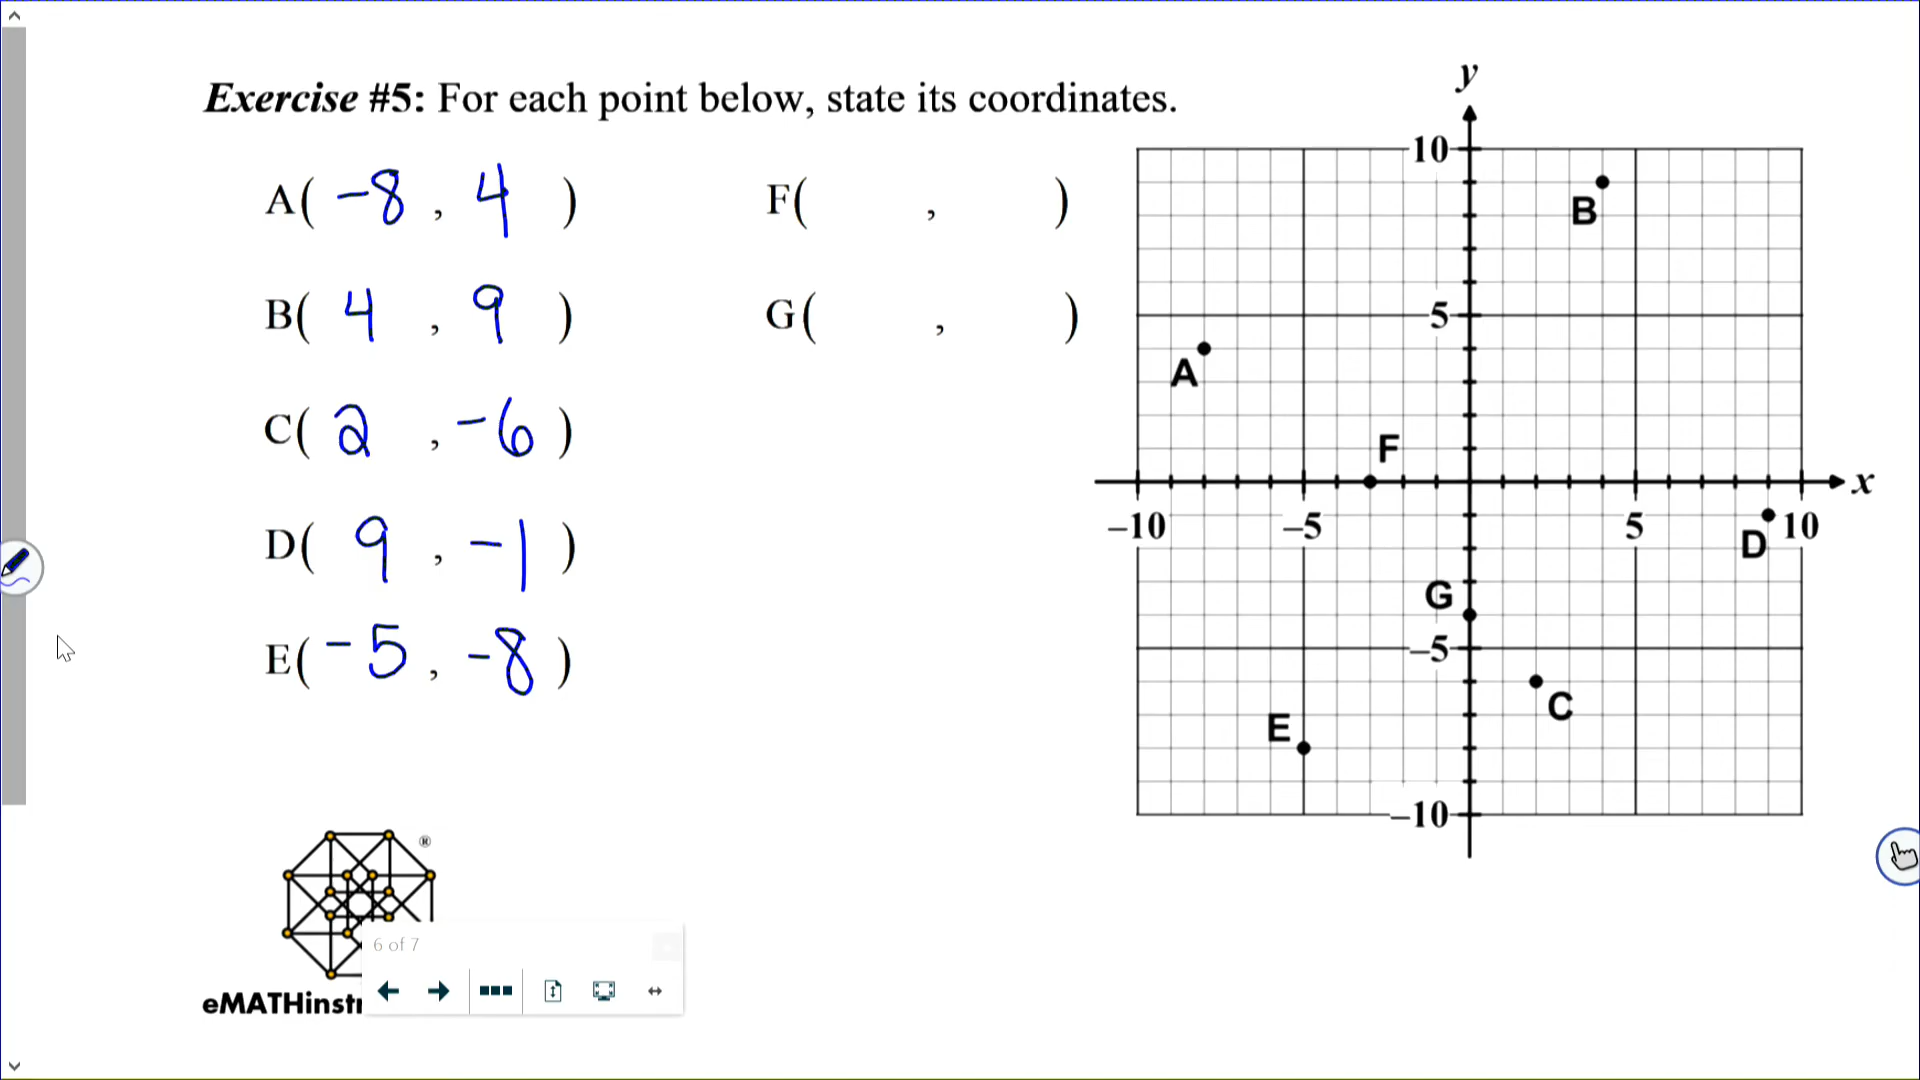 Exercise #5: For each point below, state its coordinates.
A( -8 , 4 )
F( , )
B( 4 , 9 )
G( , )
C( 2 , -6 )
D( 9 , -1 )
E( -5 , -8 )
y
10
B
5
A
F
x
–10
–5
5
10
D
G
–5
C
E
–10
®
6 of 7
eMATHinstr